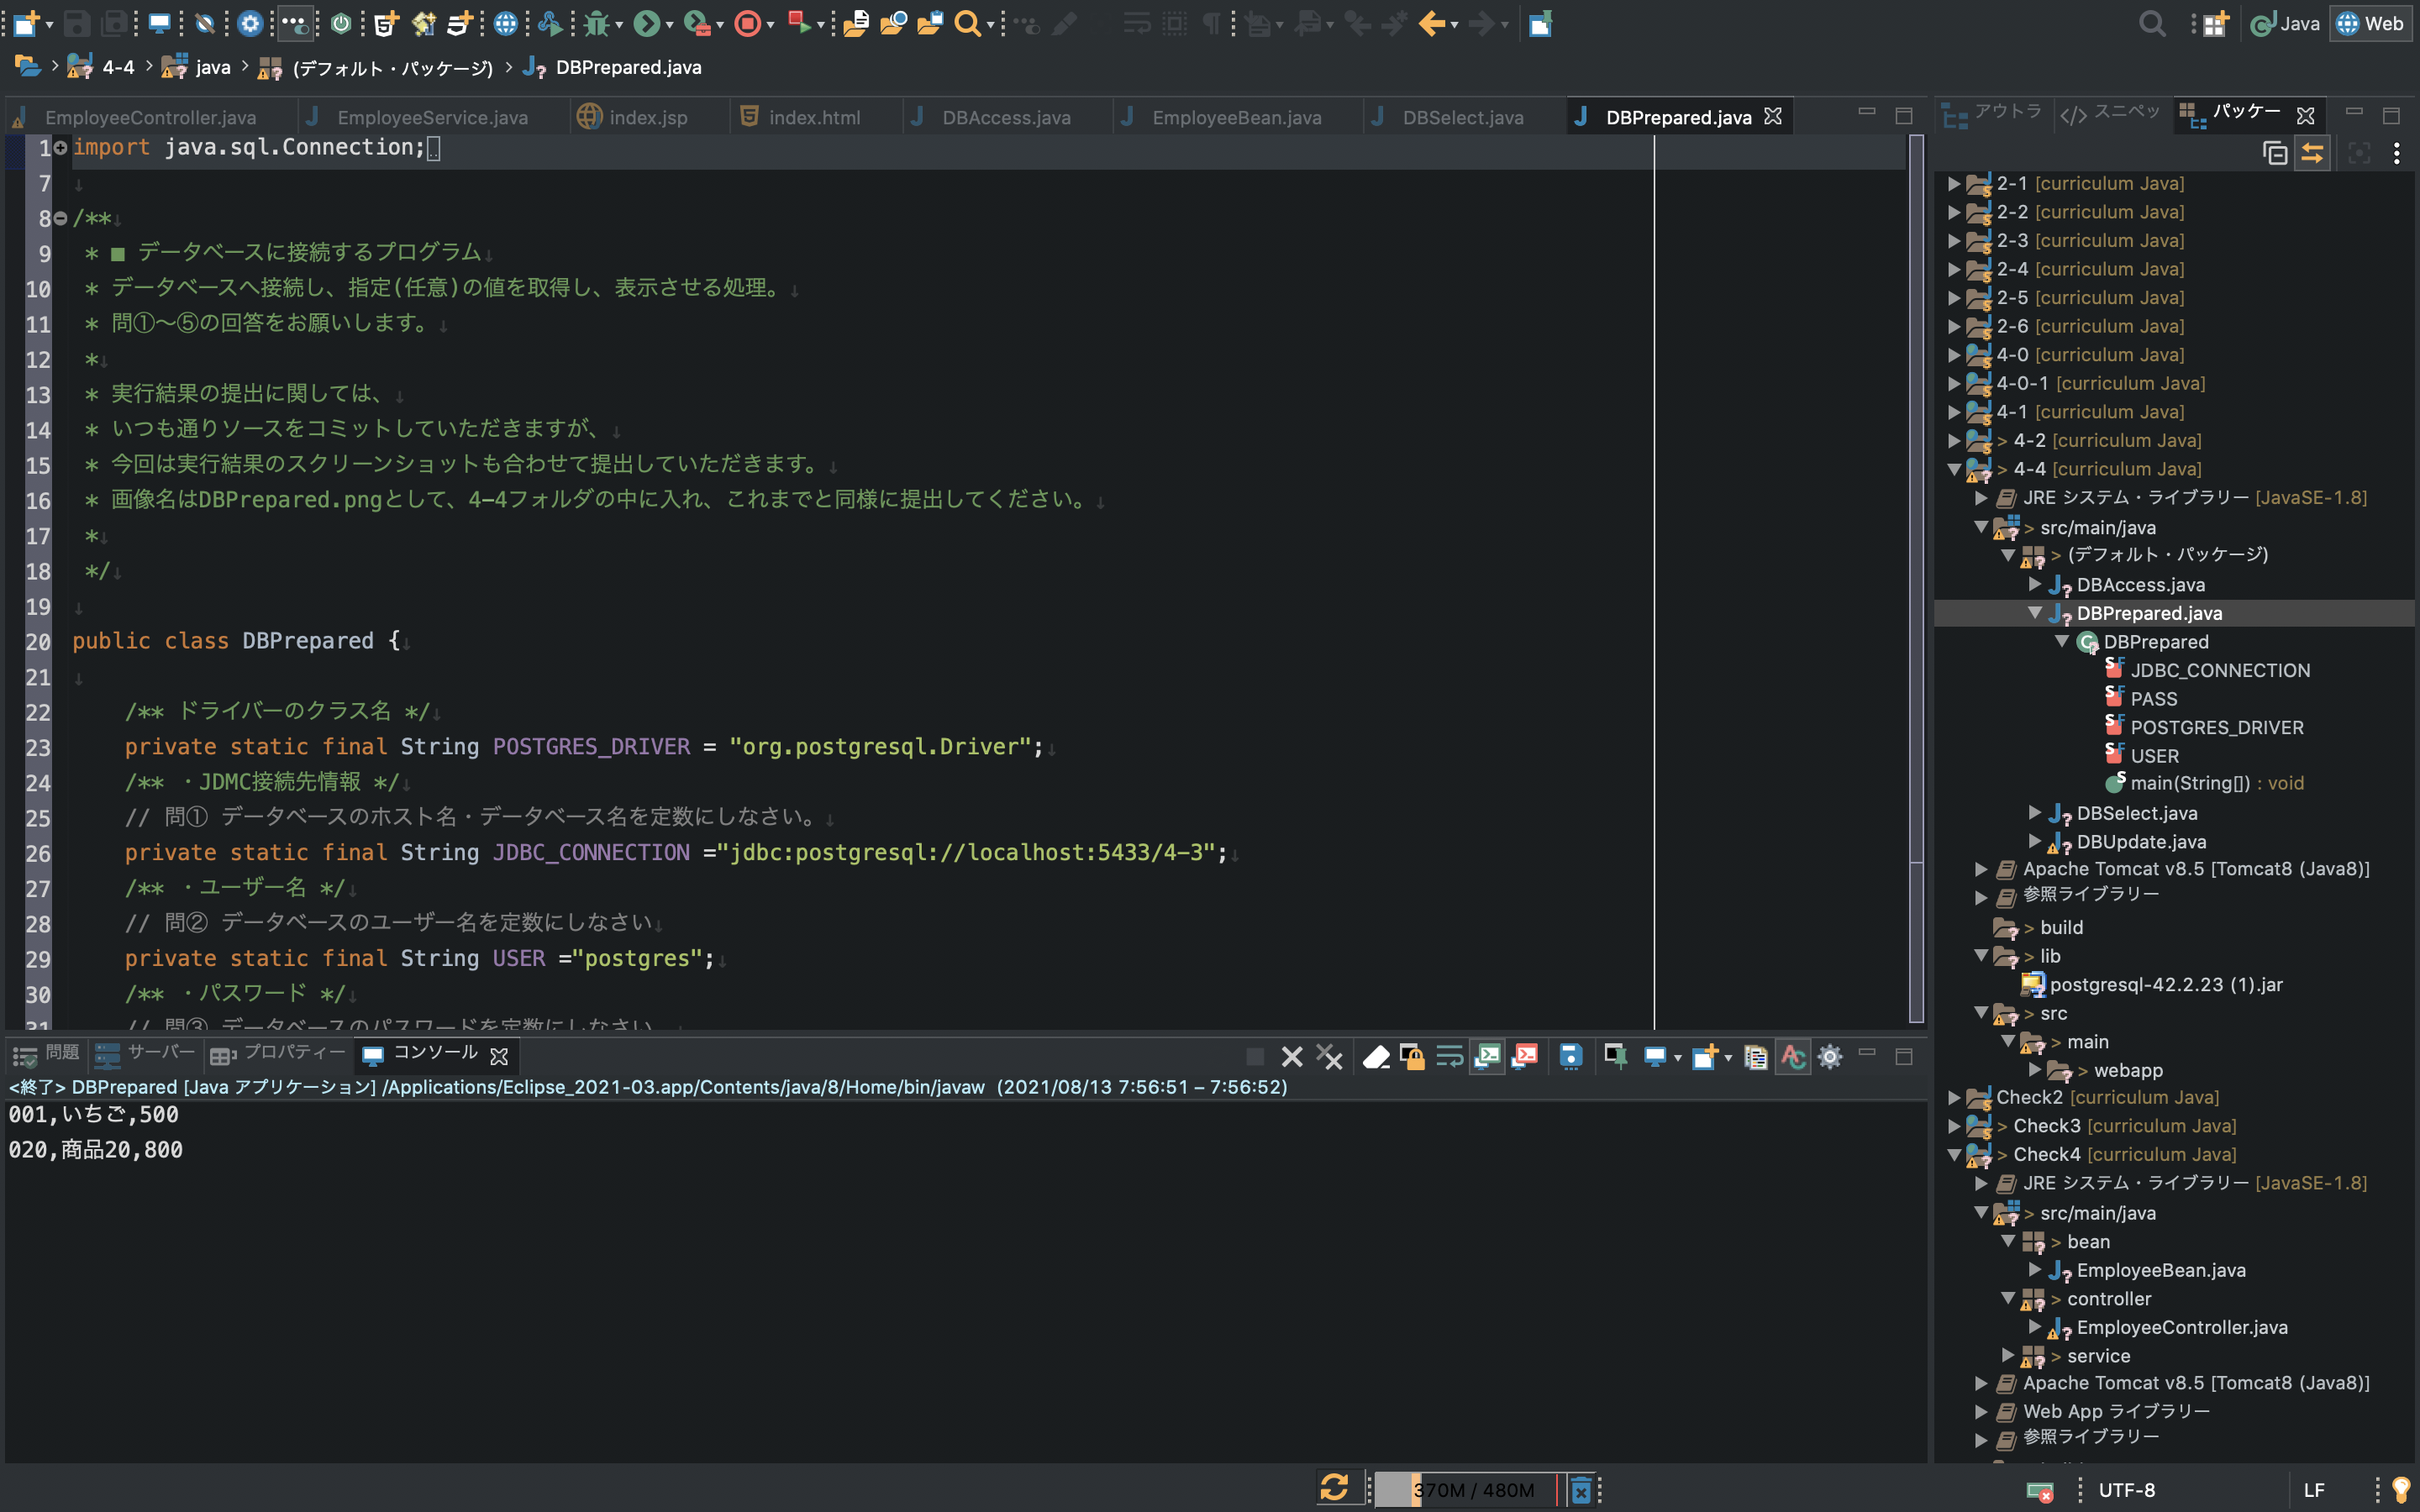 Java
Web
4-4
java
(デフォルト・パッケージ)
DBPrepared.java
EmployeeController.java
EmployeeService.java
index.jsp
index.html
DBAccess.java
EmployeeBean.java
DBSelect.java
DBPrepared.java
アウトラ
スニペッ
パッケー
1 import java.sql.Connection;
7
8 /**
9 * ■ データベースに接続するプログラム
10 * データベースへ接続し、指定(任意)の値を取得し、表示させる処理。
11 * 問①〜⑤の回答をお願いします。
12 *
13 * 実行結果の提出に関しては、
14 * いつも通りソースをコミットしていただきますが、
15 * 今回は実行結果のスクリーンショットも合わせて提出していただきます。
16 * 画像名はDBPrepared.pngとして、4-4フォルダの中に入れ、これまでと同様に提出してください。
17 *
18 */
19
20 public class DBPrepared {
21
22 /** ドライバーのクラス名 */
23 private static final String POSTGRES_DRIVER = "org.postgresql.Driver";
24 /** ・JDMC接続先情報 */
25 // 問① データベースのホスト名・データベース名を定数にしなさい。
26 private static final String JDBC_CONNECTION ="jdbc:postgresql://localhost:5433/4-3";
27 /** ・ユーザー名 */
28 // 問② データベースのユーザー名を定数にしなさい
29 private static final String USER ="postgres";
30 /** ・パスワード */
31 // 問③ データベースのパスワードを定数にしなさい
2-1 [curriculum Java]
2-2 [curriculum Java]
2-3 [curriculum Java]
2-4 [curriculum Java]
2-5 [curriculum Java]
2-6 [curriculum Java]
4-0 [curriculum Java]
4-0-1 [curriculum Java]
4-1 [curriculum Java]
> 4-2 [curriculum Java]
> 4-4 [curriculum Java]
JRE システム・ライブラリー [JavaSE-1.8]
> src/main/java
> (デフォルト・パッケージ)
DBAccess.java
DBPrepared.java
DBPrepared
JDBC_CONNECTION
PASS
POSTGRES_DRIVER
USER
main(String[]) : void
DBSelect.java
DBUpdate.java
Apache Tomcat v8.5 [Tomcat8 (Java8)]
参照ライブラリー
> build
> lib
postgresql-42.2.23 (1).jar
> src
> main
> webapp
Check2 [curriculum Java]
> Check3 [curriculum Java]
> Check4 [curriculum Java]
JRE システム・ライブラリー [JavaSE-1.8]
> src/main/java
> bean
EmployeeBean.java
> controller
EmployeeController.java
> service
Apache Tomcat v8.5 [Tomcat8 (Java8)]
Web App ライブラリー
参照ライブラリー
問題
サーバー
プロパティー
コンソール
<終了> DBPrepared [Java アプリケーション] /Applications/Eclipse_2021-03.app/Contents/java/8/Home/bin/javaw (2021/08/13 7:56:51 – 7:56:52)
001,いちご,500
020,商品20,800
370M / 480M
UTF-8
LF